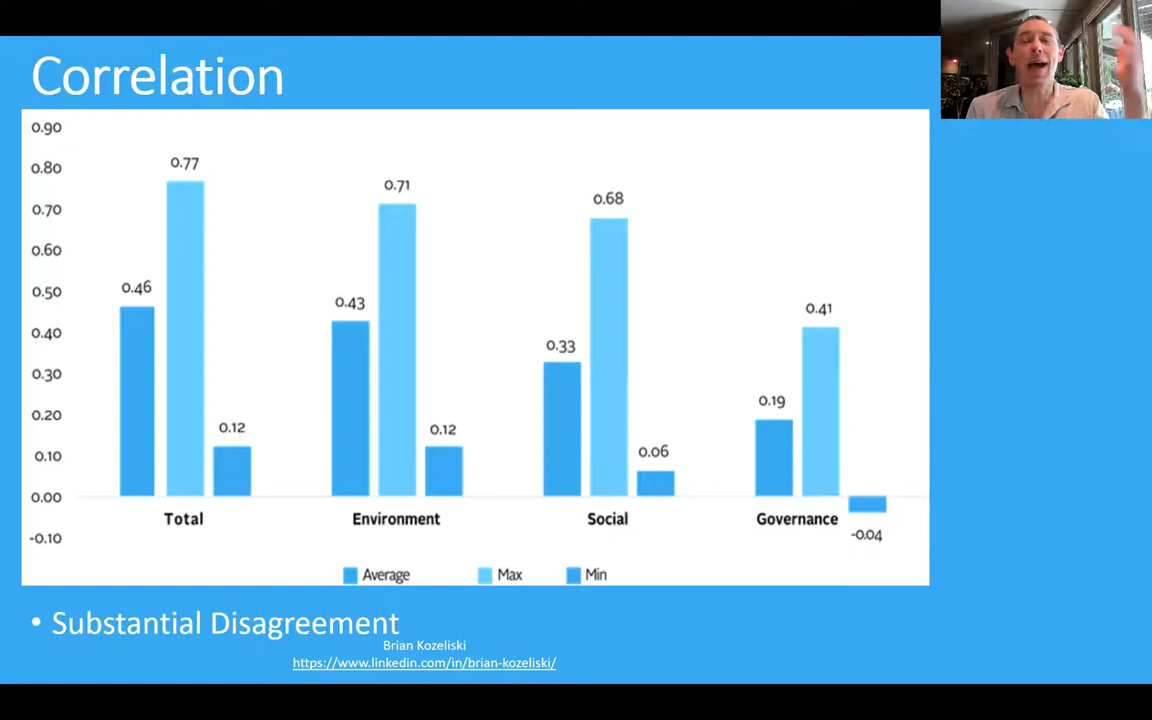 Correlation
0.90
0.80
0.70
0.60
0.50
0.40
0.30
0.20
0.10
0.00
-0.10
0.46
0.77
0.12
0.43
0.71
0.12
0.33
0.68
0.06
0.19
0.41
-0.04
Total
Environment
Social
Governance
Average
Max
Min
• Substantial Disagreement
Brian Kozeliski
https://www.linkedin.com/in/brian-kozeliski/